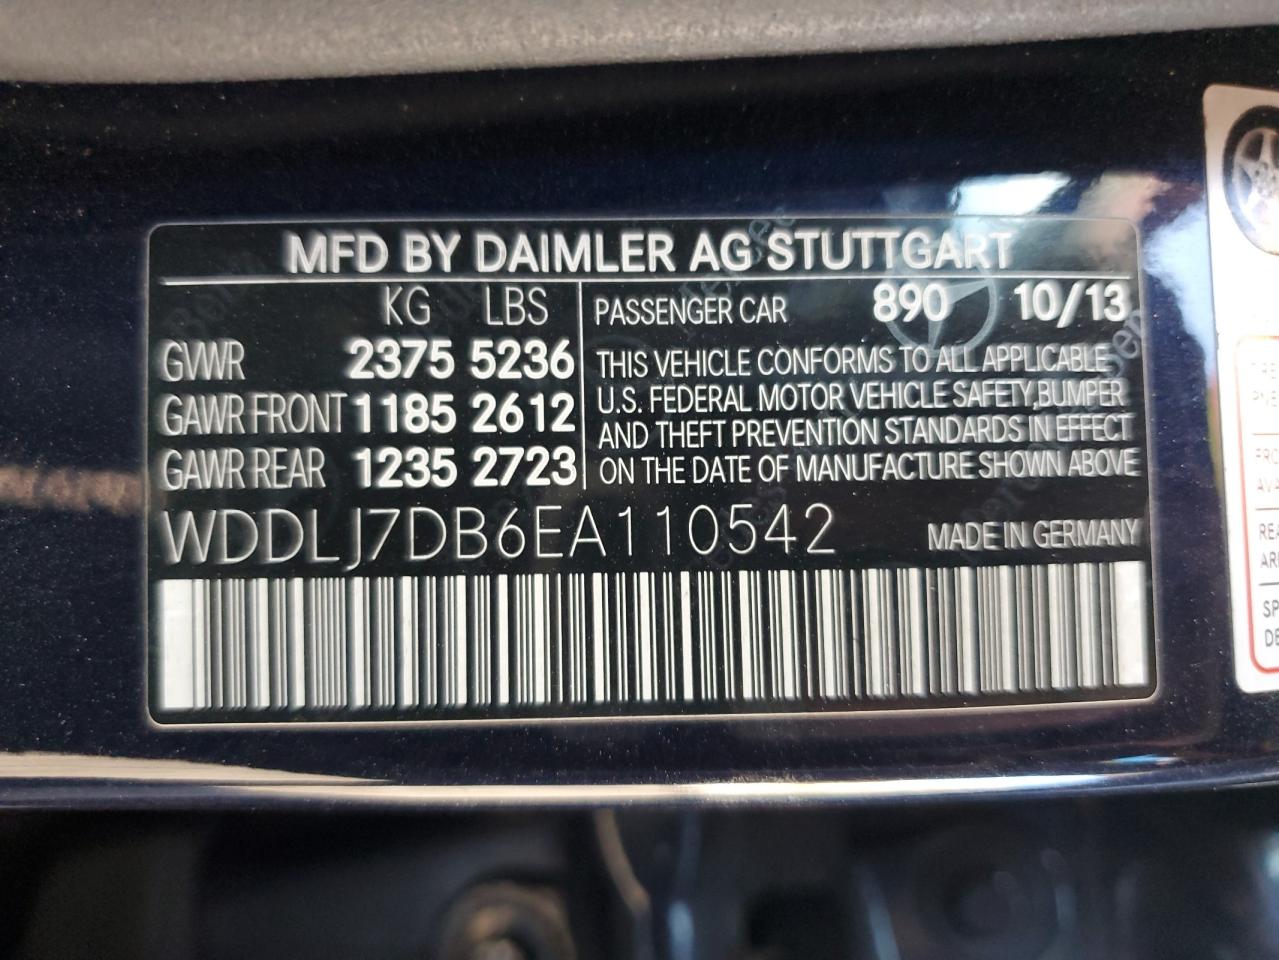 MFD BY DAIMLER AG STUTTGART
KG LBS
GVWR 2375 5236
GAWR FRONT 1185 2612
GAWR REAR 1235 2723
PASSENGER CAR 890 10/13
THIS VEHICLE CONFORMS TO ALL APPLICABLE
U.S. FEDERAL MOTOR VEHICLE SAFETY,BUMPER
AND THEFT PREVENTION STANDARDS IN EFFECT
ON THE DATE OF MANUFACTURE SHOWN ABOVE
WDDLJ7DB6EA110542 MADE IN GERMANY